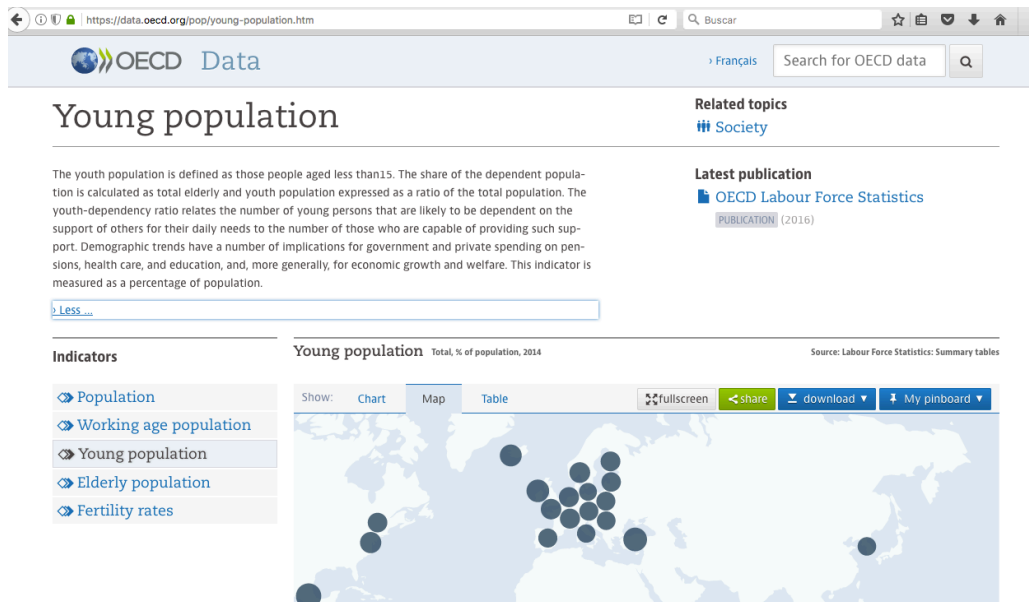 https://data.oecd.org/pop/young-population.htm
Buscar
OECD Data
› Français
Search for OECD data
Young population
Related topics
Society
The youth population is defined as those people aged less than15. The share of the dependent popula-
tion is calculated as total elderly and youth population expressed as a ratio of the total population. The
youth-dependency ratio relates the number of young persons that are likely to be dependent on the
support of others for their daily needs to the number of those who are capable of providing such sup-
port. Demographic trends have a number of implications for government and private spending on pen-
sions, health care, and education, and, more generally, for economic growth and welfare. This indicator is
measured as a percentage of population.
› Less ...
Latest publication
OECD Labour Force Statistics
PUBLICATION (2016)
Indicators
Population
Working age population
Young population
Elderly population
Fertility rates
Young population Total, % of population, 2014
Source: Labour Force Statistics: Summary tables
Show: Chart Map Table
fullscreen share download ▼ My pinboard ▼